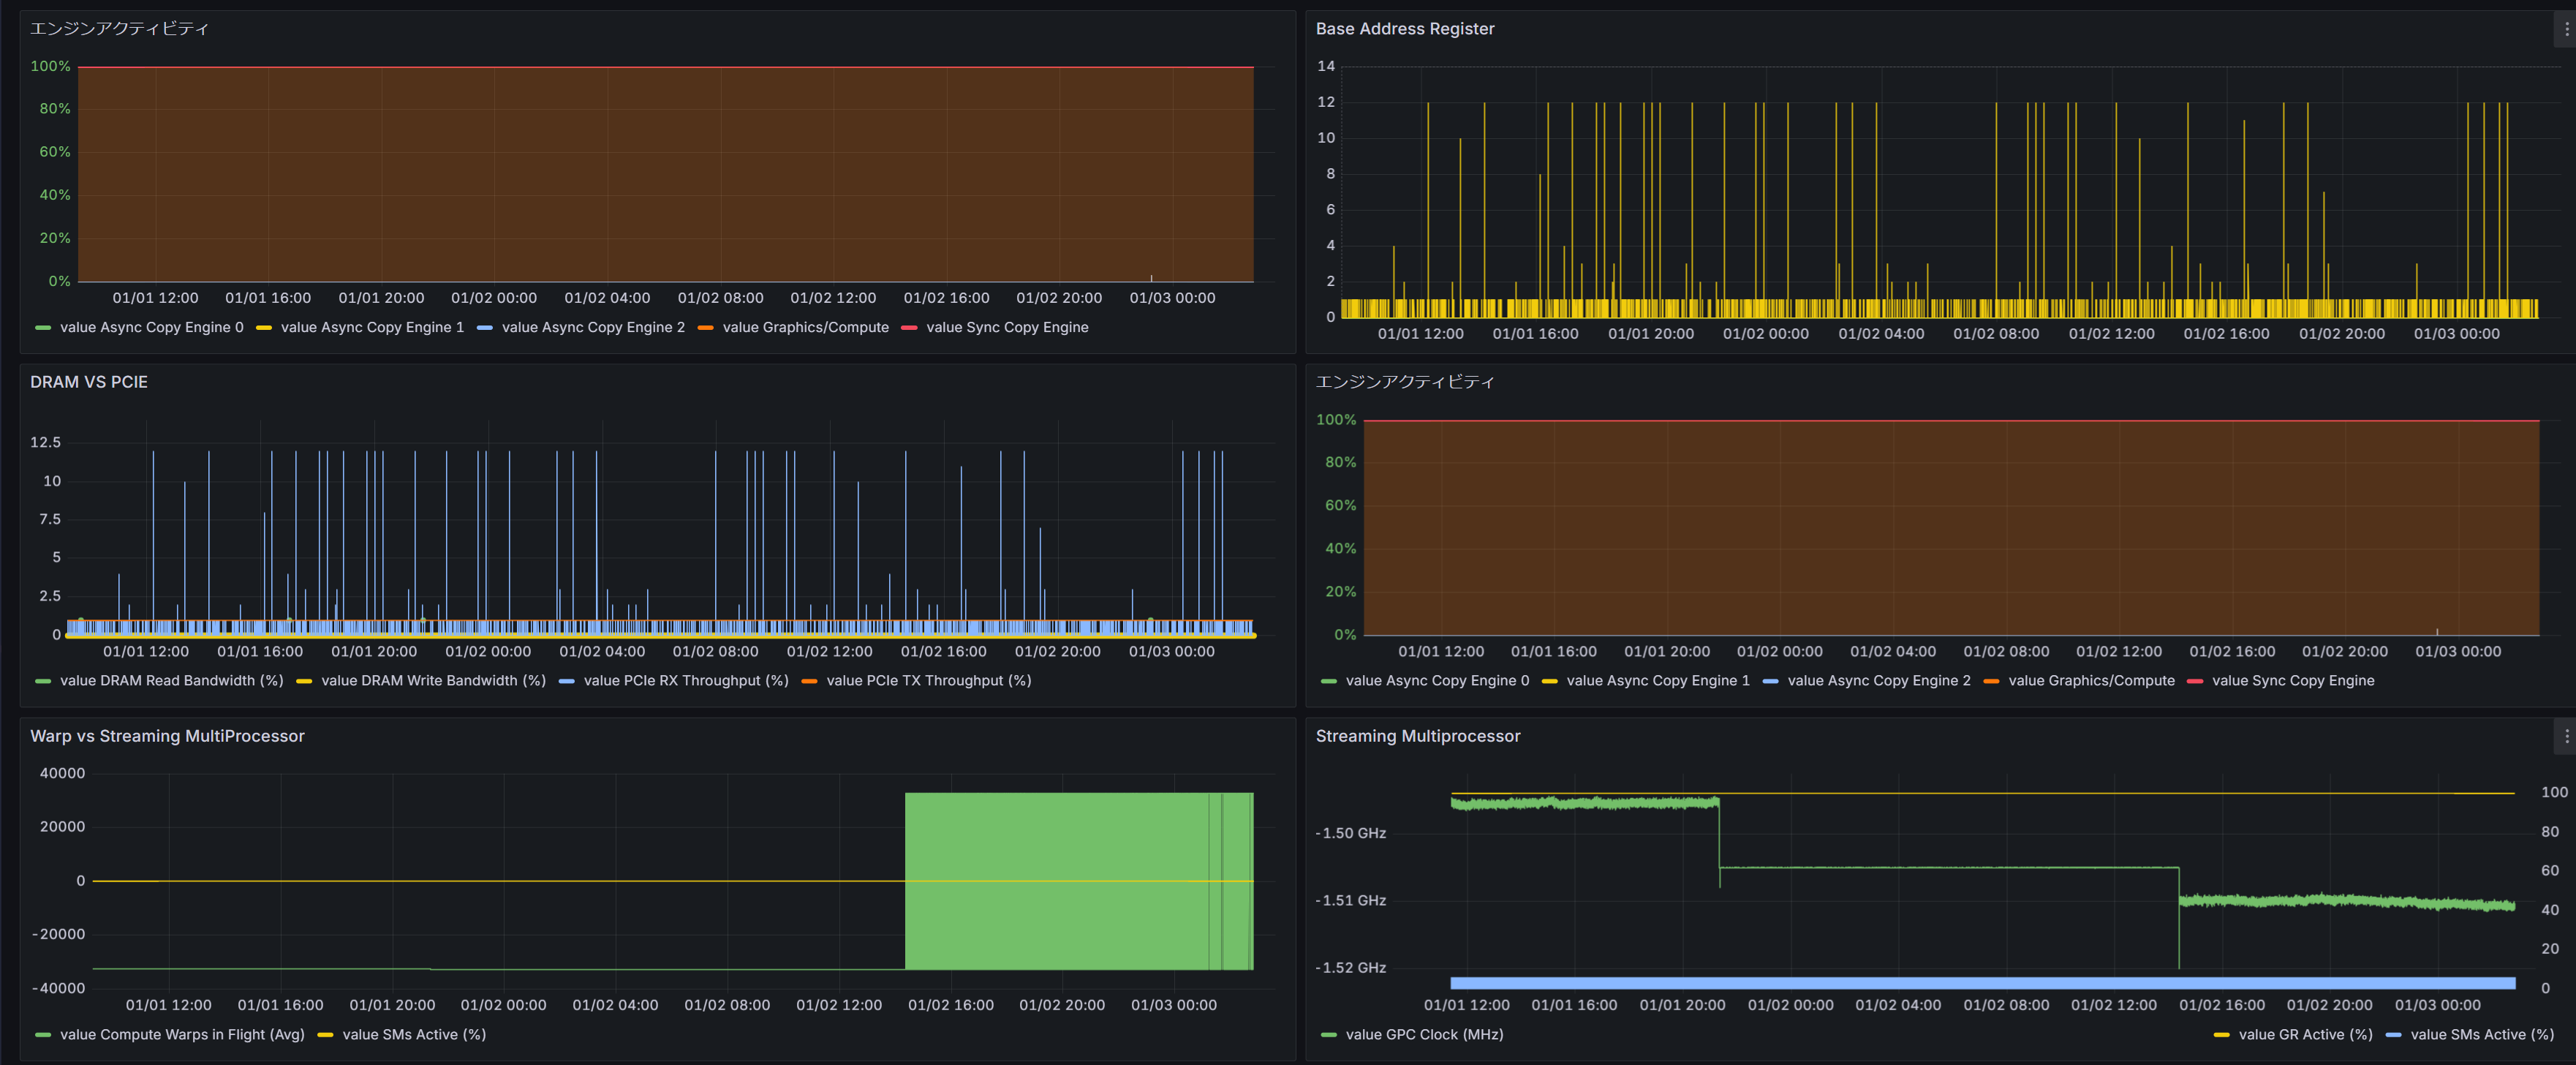 エンジンアクティビティ
100%
80%
60%
40%
20%
0%
01/01 12:00 01/01 16:00 01/01 20:00 01/02 00:00 01/02 04:00 01/02 08:00 01/02 12:00 01/02 16:00 01/02 20:00 01/03 00:00
value Async Copy Engine 0 value Async Copy Engine 1 value Async Copy Engine 2 value Graphics/Compute value Sync Copy Engine
Base Address Register
14
12
10
8
6
4
2
0
01/01 12:00 01/01 16:00 01/01 20:00 01/02 00:00 01/02 04:00 01/02 08:00 01/02 12:00 01/02 16:00 01/02 20:00 01/03 00:00
DRAM VS PCIE
12.5
10
7.5
5
2.5
0
01/01 12:00 01/01 16:00 01/01 20:00 01/02 00:00 01/02 04:00 01/02 08:00 01/02 12:00 01/02 16:00 01/02 20:00 01/03 00:00
value DRAM Read Bandwidth (%) value DRAM Write Bandwidth (%) value PCIe RX Throughput (%) value PCIe TX Throughput (%)
エンジンアクティビティ
100%
80%
60%
40%
20%
0%
01/01 12:00 01/01 16:00 01/01 20:00 01/02 00:00 01/02 04:00 01/02 08:00 01/02 12:00 01/02 16:00 01/02 20:00 01/03 00:00
value Async Copy Engine 0 value Async Copy Engine 1 value Async Copy Engine 2 value Graphics/Compute value Sync Copy Engine
Warp vs Streaming MultiProcessor
40000
20000
0
-20000
-40000
01/01 12:00 01/01 16:00 01/01 20:00 01/02 00:00 01/02 04:00 01/02 08:00 01/02 12:00 01/02 16:00 01/02 20:00 01/03 00:00
value Compute Warps in Flight (Avg) value SMs Active (%)
Streaming Multiprocessor
100
-1.50 GHz 80
60
-1.51 GHz 40
20
-1.52 GHz 0
01/01 12:00 01/01 16:00 01/01 20:00 01/02 00:00 01/02 04:00 01/02 08:00 01/02 12:00 01/02 16:00 01/02 20:00 01/03 00:00
value GPC Clock (MHz) value GR Active (%) value SMs Active (%)